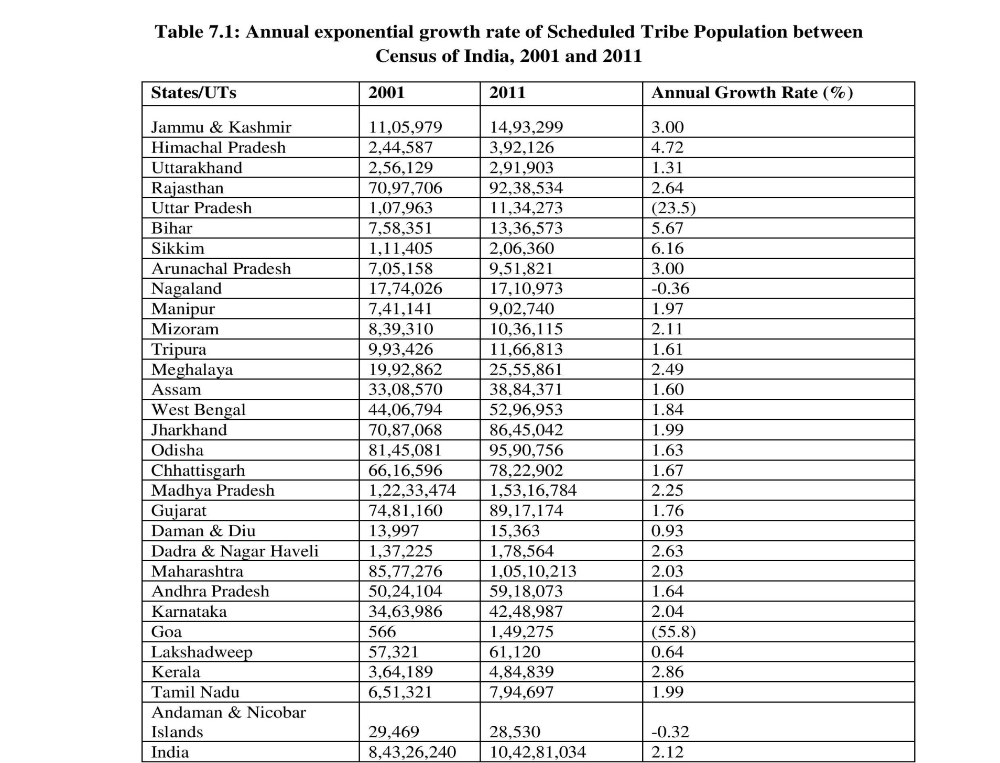 Table 7.1: Annual exponential growth rate of Scheduled Tribe Population between
Census of India, 2001 and 2011
States/UTs 2001 2011 Annual Growth Rate (%)
Jammu & Kashmir 11,05,979 14,93,299 3.00
Himachal Pradesh 2,44,587 3,92,126 4.72
Uttarakhand 2,56,129 2,91,903 1.31
Rajasthan 70,97,706 92,38,534 2.64
Uttar Pradesh 1,07,963 11,34,273 (23.5)
Bihar 7,58,351 13,36,573 5.67
Sikkim 1,11,405 2,06,360 6.16
Arunachal Pradesh 7,05,158 9,51,821 3.00
Nagaland 17,74,026 17,10,973 -0.36
Manipur 7,41,141 9,02,740 1.97
Mizoram 8,39,310 10,36,115 2.11
Tripura 9,93,426 11,66,813 1.61
Meghalaya 19,92,862 25,55,861 2.49
Assam 33,08,570 38,84,371 1.60
West Bengal 44,06,794 52,96,953 1.84
Jharkhand 70,87,068 86,45,042 1.99
Odisha 81,45,081 95,90,756 1.63
Chhattisgarh 66,16,596 78,22,902 1.67
Madhya Pradesh 1,22,33,474 1,53,16,784 2.25
Gujarat 74,81,160 89,17,174 1.76
Daman & Diu 13,997 15,363 0.93
Dadra & Nagar Haveli 1,37,225 1,78,564 2.63
Maharashtra 85,77,276 1,05,10,213 2.03
Andhra Pradesh 50,24,104 59,18,073 1.64
Karnataka 34,63,986 42,48,987 2.04
Goa 566 1,49,275 (55.8)
Lakshadweep 57,321 61,120 0.64
Kerala 3,64,189 4,84,839 2.86
Tamil Nadu 6,51,321 7,94,697 1.99
Andaman & Nicobar
Islands 29,469 28,530 -0.32
India 8,43,26,240 10,42,81,034 2.12